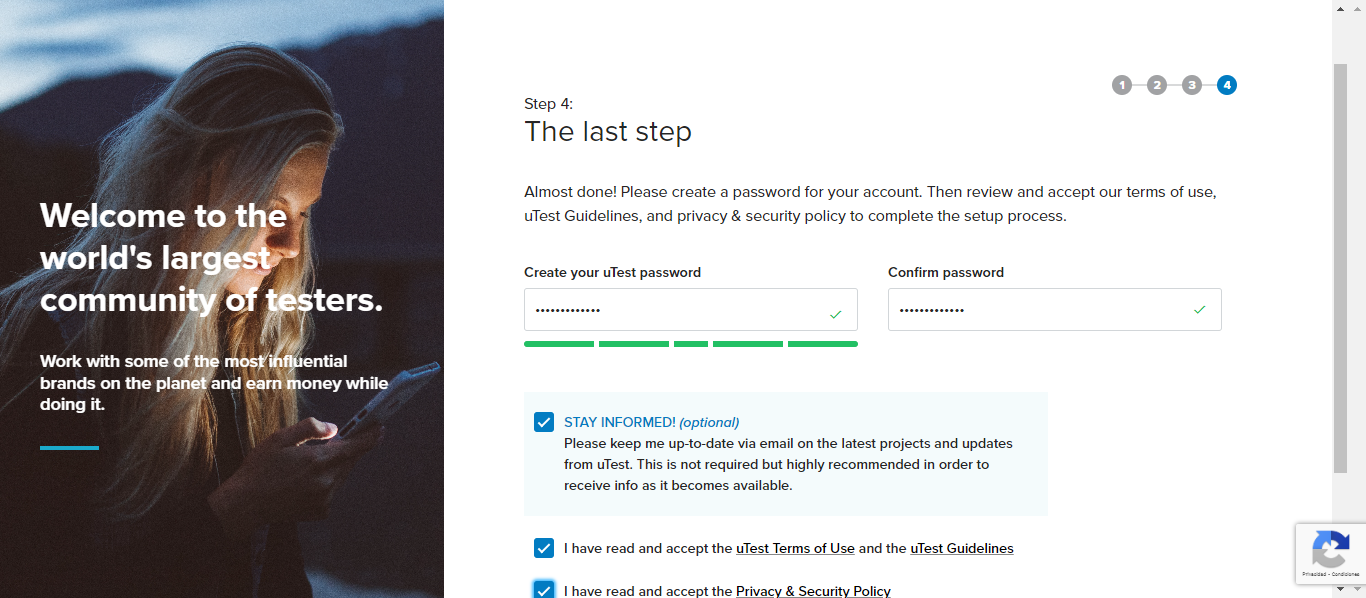 Welcome to the
world's largest
community of testers.
Work with some of the most influential
brands on the planet and earn money while
doing it.
1 2 3 4
Step 4:
The last step
Almost done! Please create a password for your account. Then review and accept our terms of use,
uTest Guidelines, and privacy & security policy to complete the setup process.
Create your uTest password
Confirm password
•••••••••••••
•••••••••••••
STAY INFORMED! (optional)
Please keep me up-to-date via email on the latest projects and updates
from uTest. This is not required but highly recommended in order to
receive info as it becomes available.
I have read and accept the uTest Terms of Use and the uTest Guidelines
I have read and accept the Privacy & Security Policy
Privacidad - Condiciones